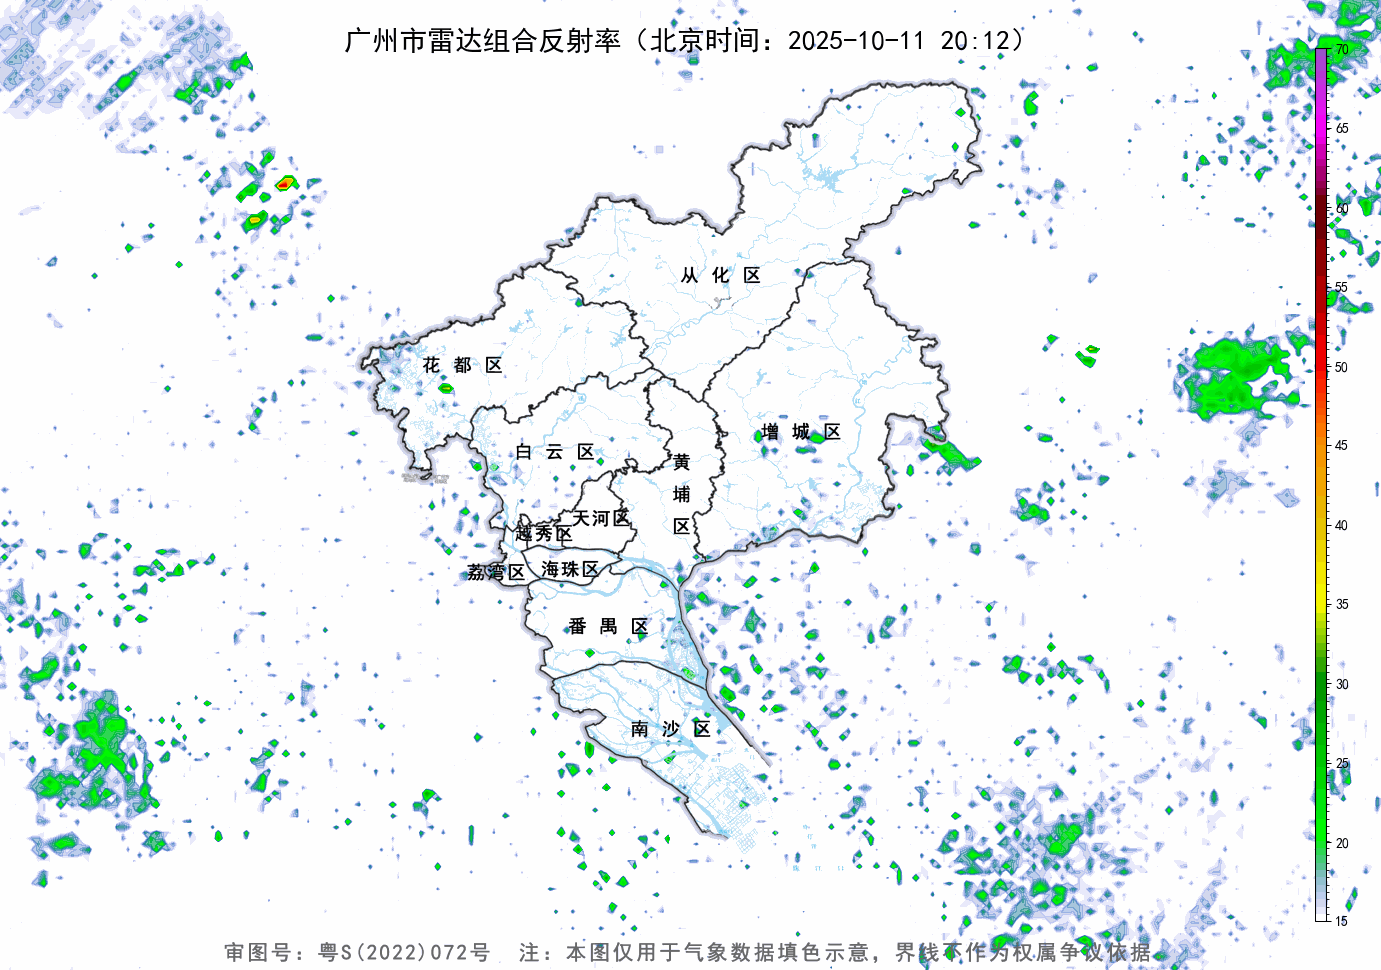 广州市雷达组合反射率（北京时间：2025-10-11 20:12）
70
65
60
55
50
45
40
35
30
25
20
15
从化区
花都区
增城区
白云区
黄埔区
天河区
越秀区
荔湾区
海珠区
番禺区
南沙区
审图号：粤S(2022)072号 注：本图仅用于气象数据填色示意，界线不作为权属争议依据